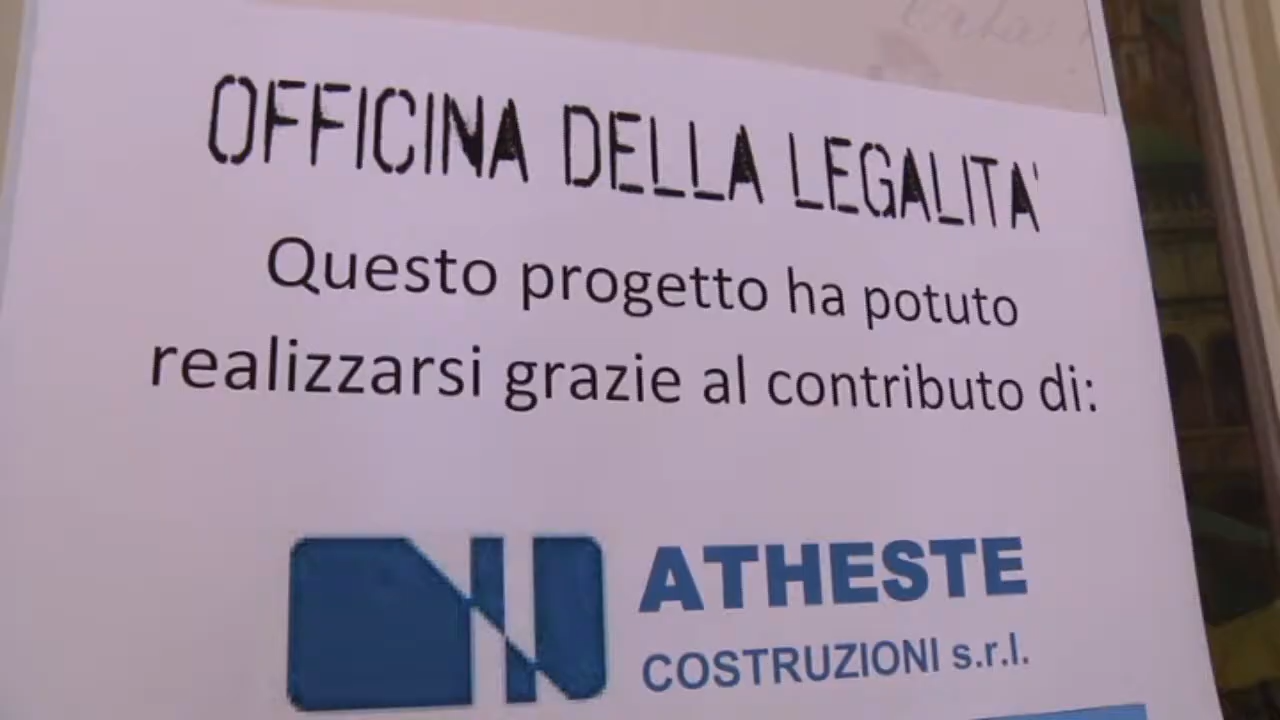 OFFICINA DELLA LEGALITA'
Questo progetto ha potuto
realizzarsi grazie al contributo di:
ATHESTE
COSTRUZIONI s.r.l.